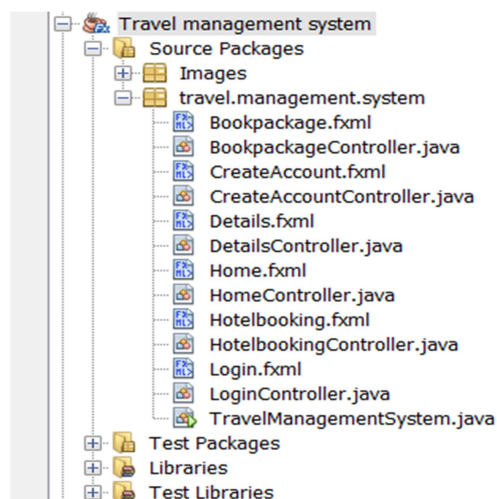 Travel management system
Source Packages
Images
travel.management.system
Bookpackage.fxml
BookpackageController.java
CreateAccount.fxml
CreateAccountController.java
Details.fxml
DetailsController.java
Home.fxml
HomeController.java
Hotelbooking.fxml
HotelbookingController.java
Login.fxml
LoginController.java
TravelManagementSystem.java
Test Packages
Libraries
Test Libraries